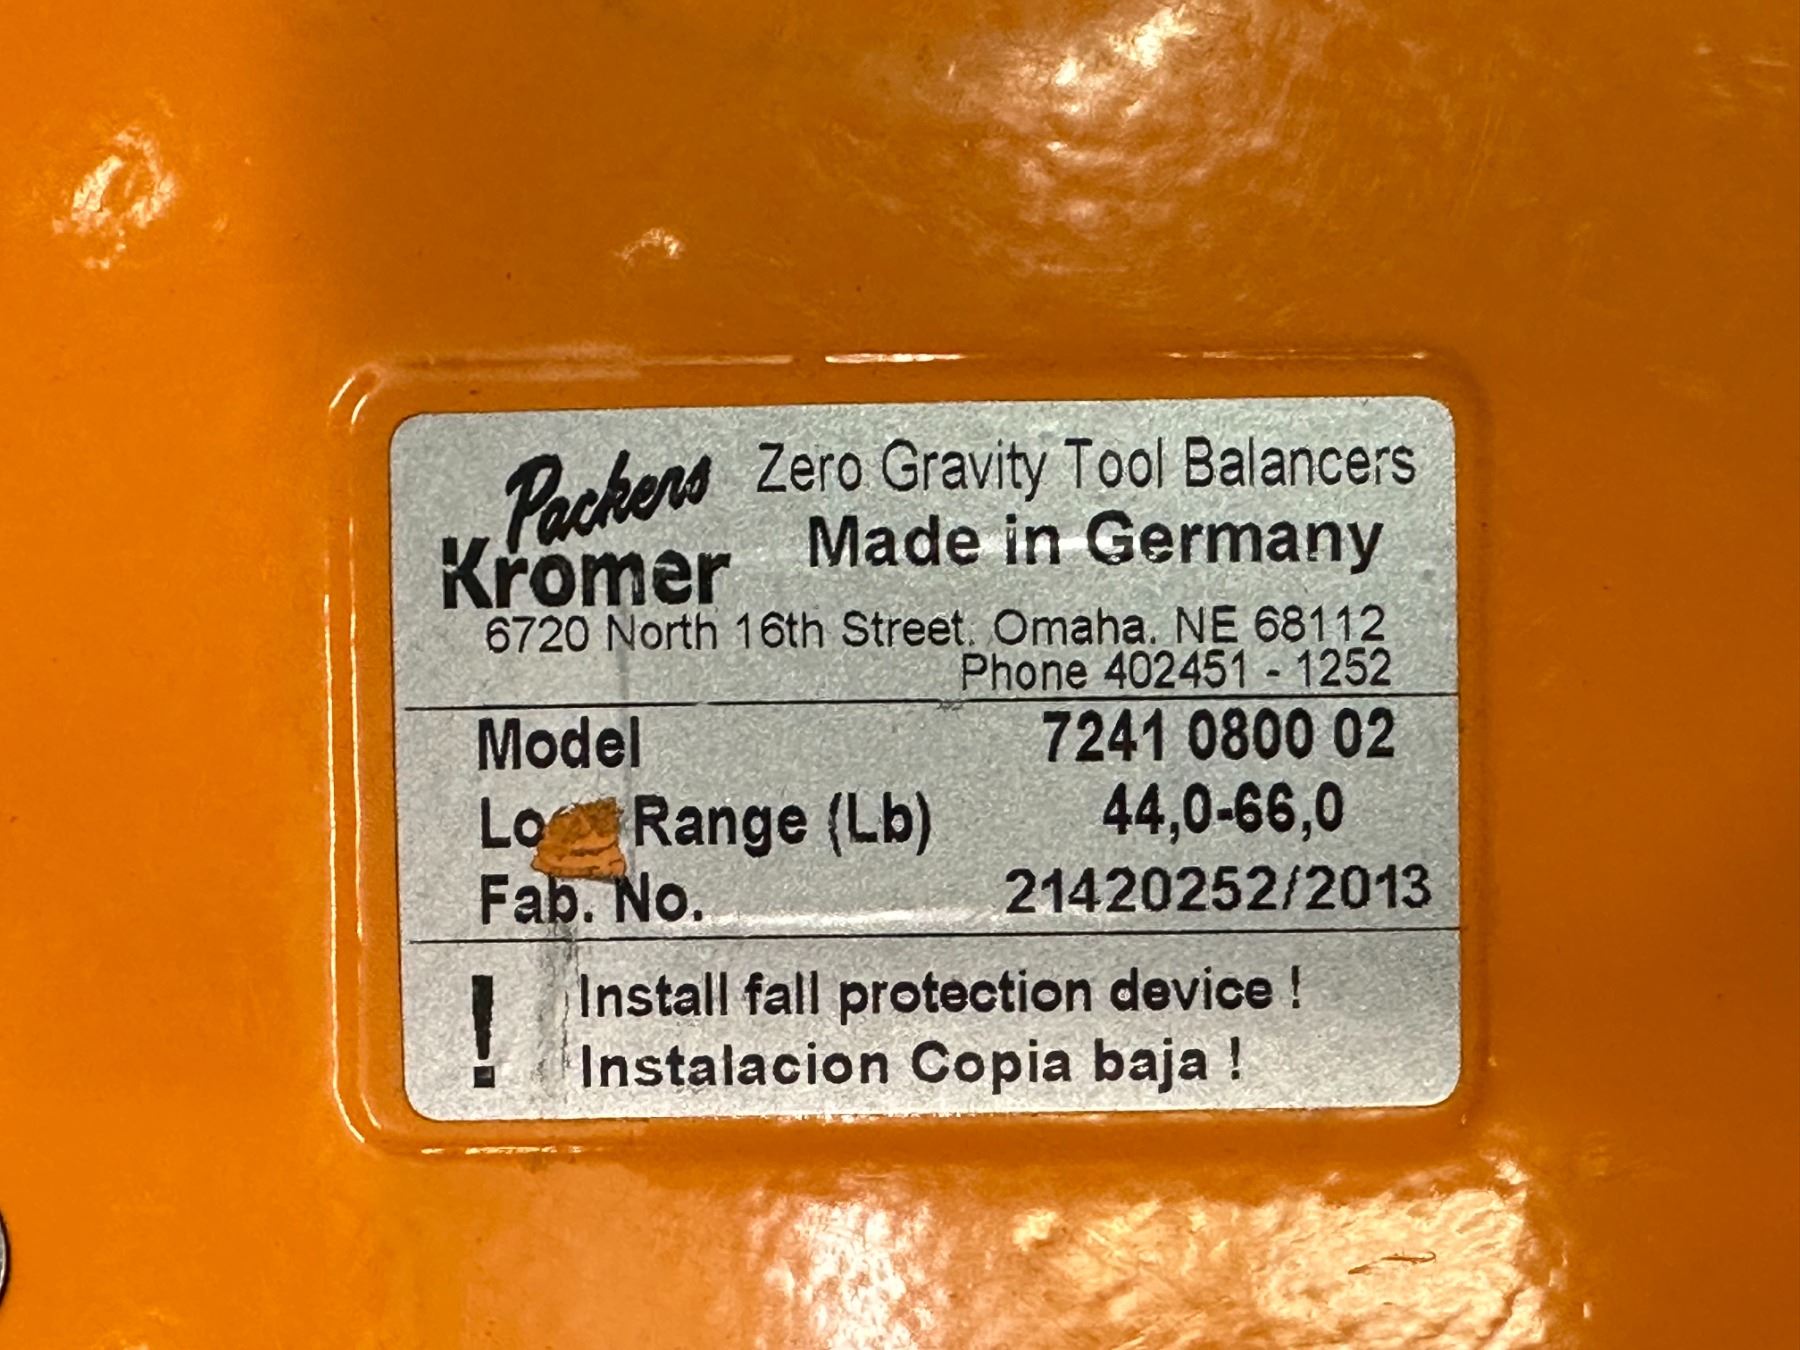 Packers
Kromer
Zero Gravity Tool Balancers
Made in Germany
6720 North 16th Street. Omaha. NE 68112
Phone 402451 - 1252
Model 7241 0800 02
Range (Lb) 44,0-66,0
Fab. No. 21420252/2013
! Install fall protection device !
Instalacion Copia baja !